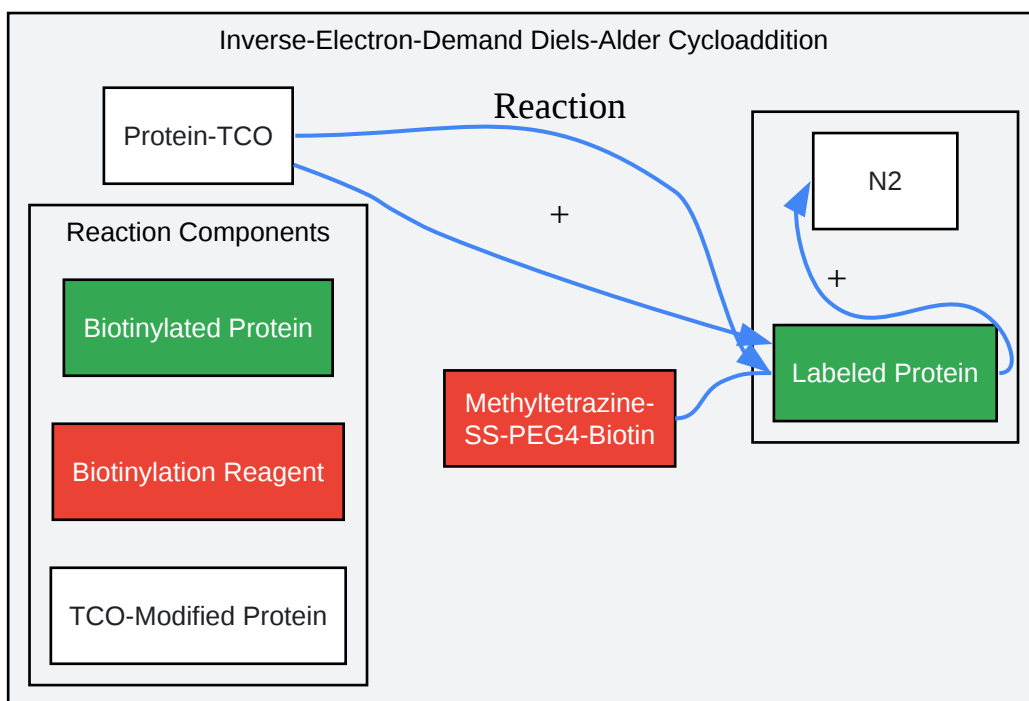 Inverse-Electron-Demand Diels-Alder Cycloaddition
Protein-TCO
Reaction
+
N2
+
Reaction Components
Biotinylated Protein
Biotinylation Reagent
TCO-Modified Protein
Methyltetrazine-
SS-PEG4-Biotin
Labeled Protein